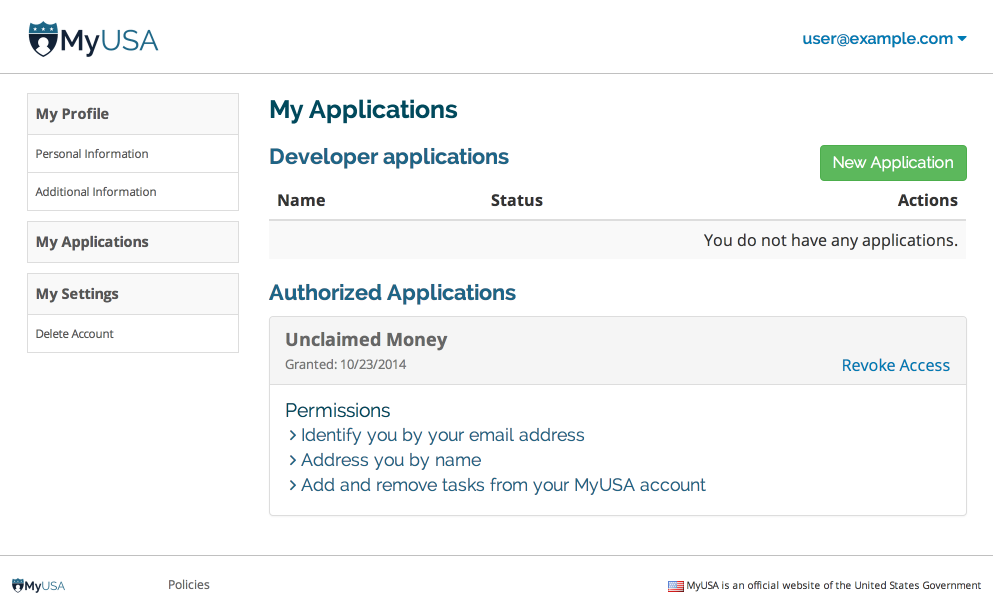 MyUSA
user@example.com
My Profile
Personal Information
Additional Information
My Applications
My Settings
Delete Account
My Applications
Developer applications
New Application
Name Status Actions
You do not have any applications.
Authorized Applications
Unclaimed Money
Granted: 10/23/2014
Revoke Access
Permissions
Identify you by your email address
Address you by name
Add and remove tasks from your MyUSA account
MyUSA
Policies
MyUSA is an official website of the United States Government